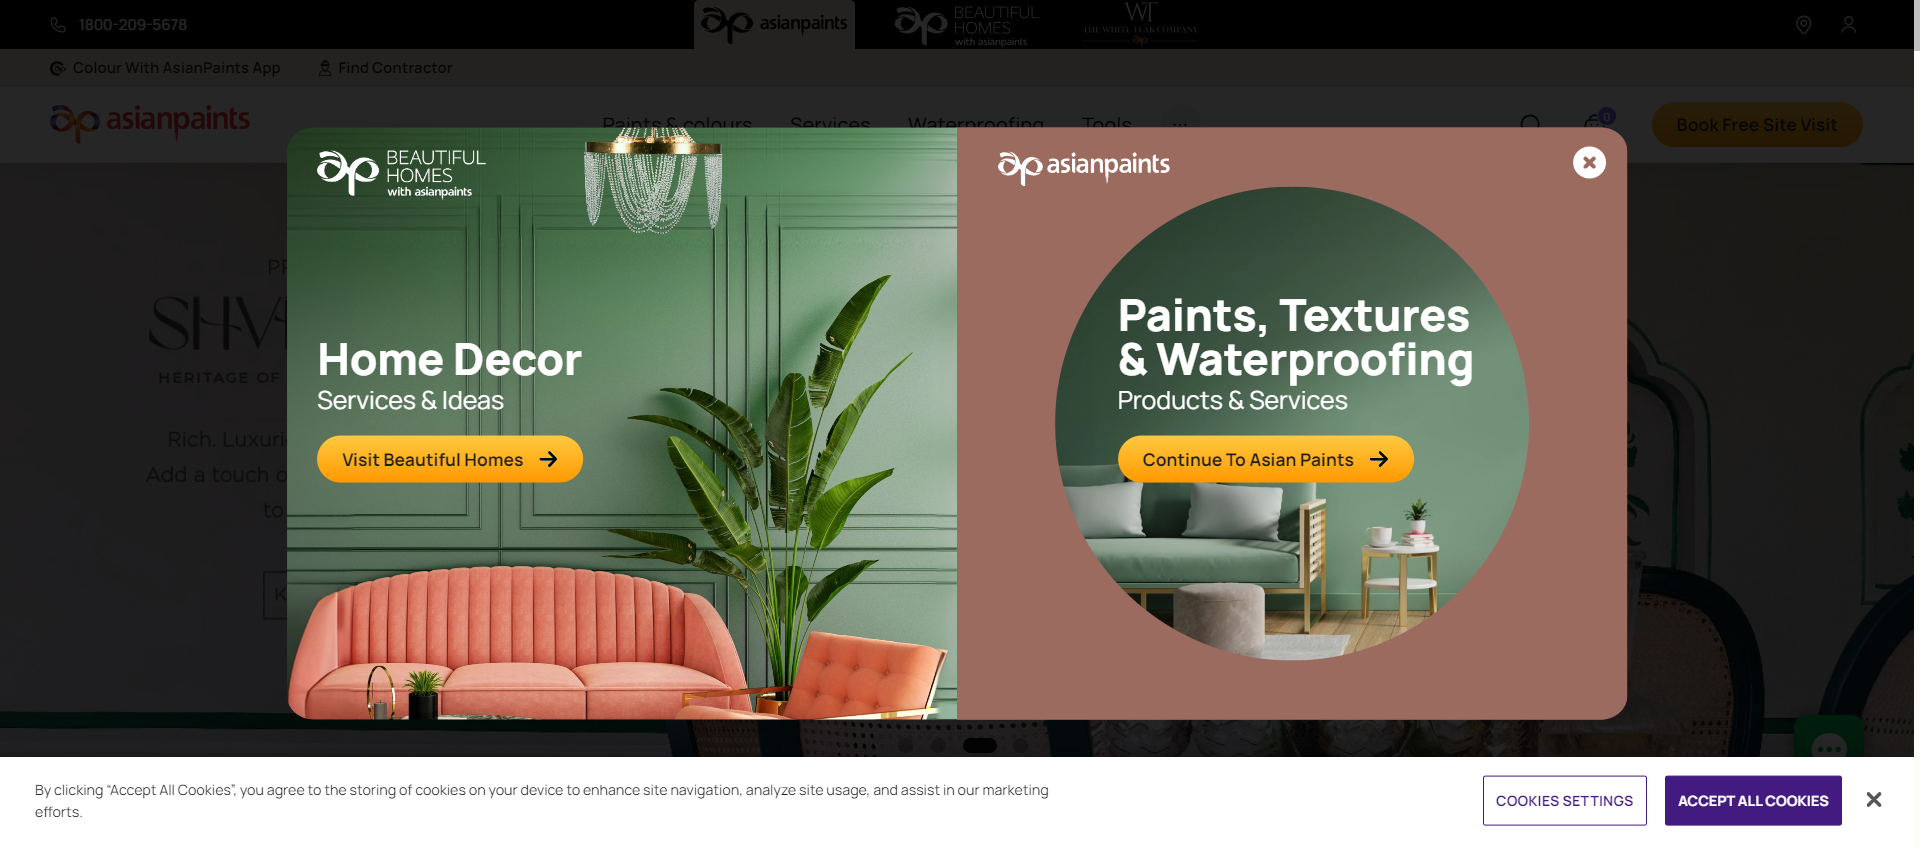 1800-209-5678
asianpaints
BEAUTIFUL
HOMES
with asianpaints
WT
THE WHITE TEAK COMPANY
Colour With AsianPaints App
Find Contractor
asianpaints
Paints & colours
Services
Waterproofing
Tools
...
0
Book Free Site Visit
BEAUTIFUL
HOMES
with asianpaints
Home Decor
Services & Ideas
Visit Beautiful Homes
asianpaints
Paints, Textures
& Waterproofing
Products & Services
Continue To Asian Paints
HERITAGE OF
Add a touch o
to
By clicking “Accept All Cookies”, you agree to the storing of cookies on your device to enhance site navigation, analyze site usage, and assist in our marketing
efforts.
COOKIES SETTINGS
ACCEPT ALL COOKIES